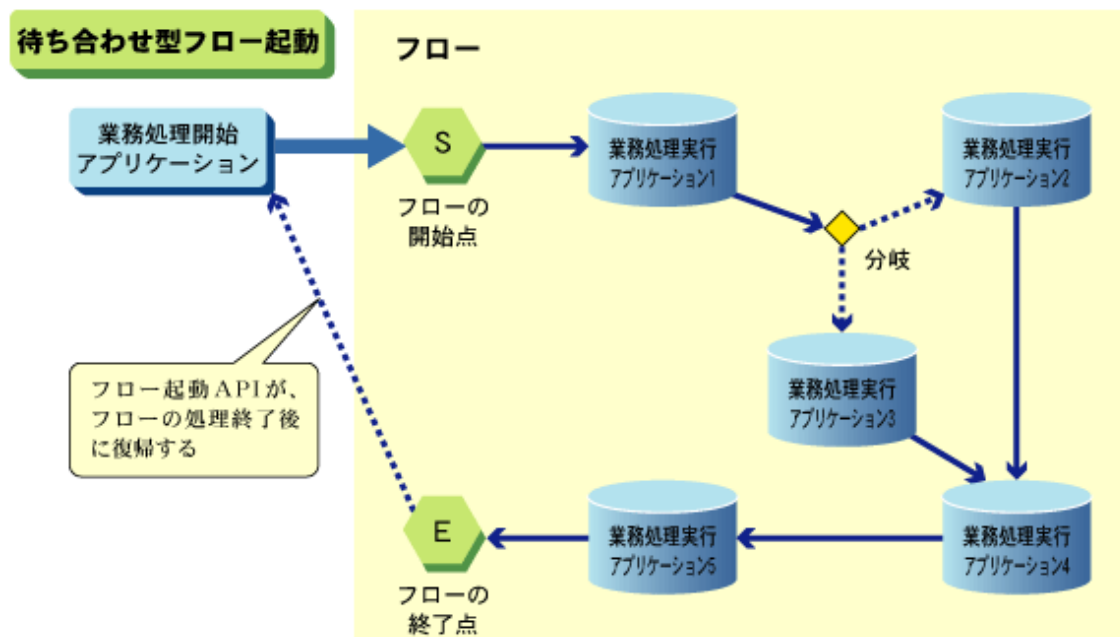 待ち合わせ型フロー起動
フロー
業務処理開始
アプリケーション
S
フローの
開始点
業務処理実行
アプリケーション1
業務処理実行
アプリケーション2
分岐
業務処理実行
アプリケーション3
フロー起動APIが、
フローの処理終了後
に復帰する
E
フローの
終了点
業務処理実行
アプリケーション5
業務処理実行
アプリケーション4